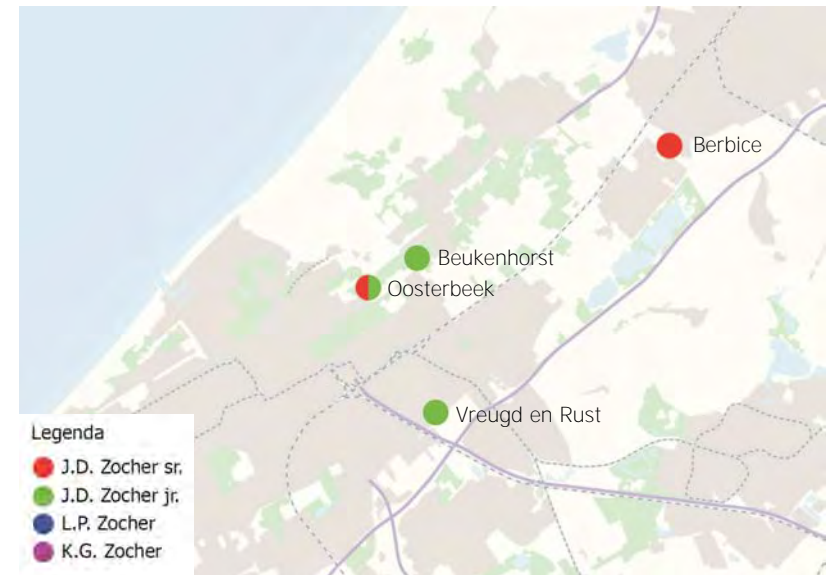 Berbice
Beukenhorst
Oosterbeek
Vreugd en Rust
Legenda
J.D. Zocher sr.
J.D. Zocher jr.
L.P. Zocher
K.G. Zocher